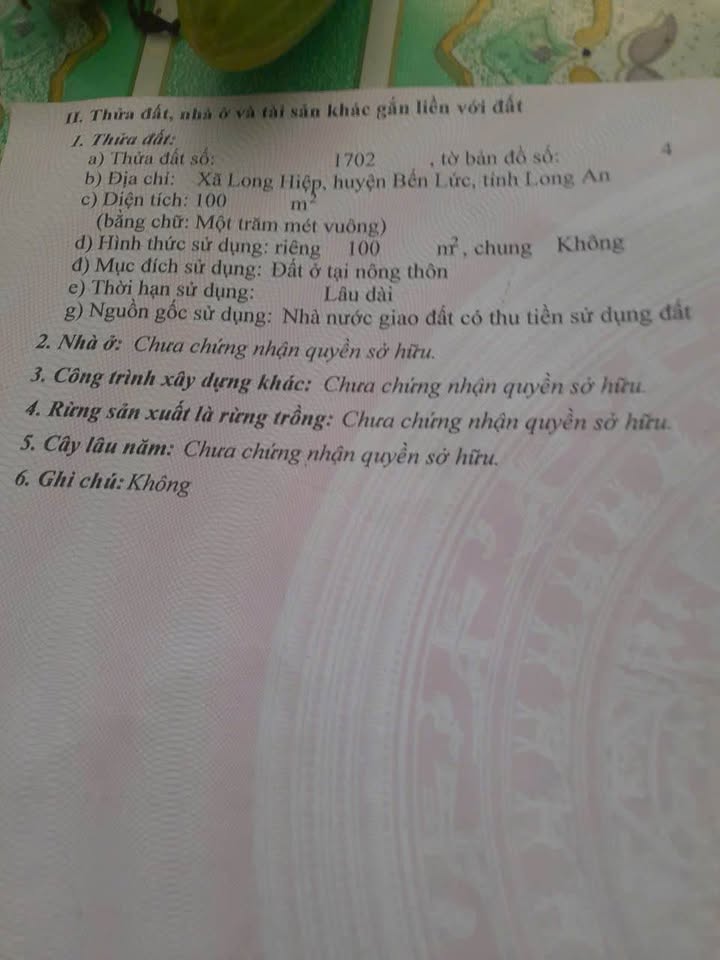 II. Thửa đất, nhà ở và tài sản khác gắn liền với đất
1. Thửa đất:
a) Thửa đất số: 1702 , tờ bản đồ số: 4
b) Địa chỉ: Xã Long Hiệp, huyện Bến Lức, tỉnh Long An
c) Diện tích: 100 m²
(bằng chữ: Một trăm mét vuông)
d) Hình thức sử dụng: riêng 100 m², chung Không
đ) Mục đích sử dụng: Đất ở tại nông thôn
e) Thời hạn sử dụng: Lâu dài
g) Nguồn gốc sử dụng: Nhà nước giao đất có thu tiền sử dụng đất
2. Nhà ở: Chưa chứng nhận quyền sở hữu.
3. Công trình xây dựng khác: Chưa chứng nhận quyền sở hữu.
4. Rừng sản xuất là rừng trồng: Chưa chứng nhận quyền sở hữu.
5. Cây lâu năm: Chưa chứng nhận quyền sở hữu.
6. Ghi chú: Không